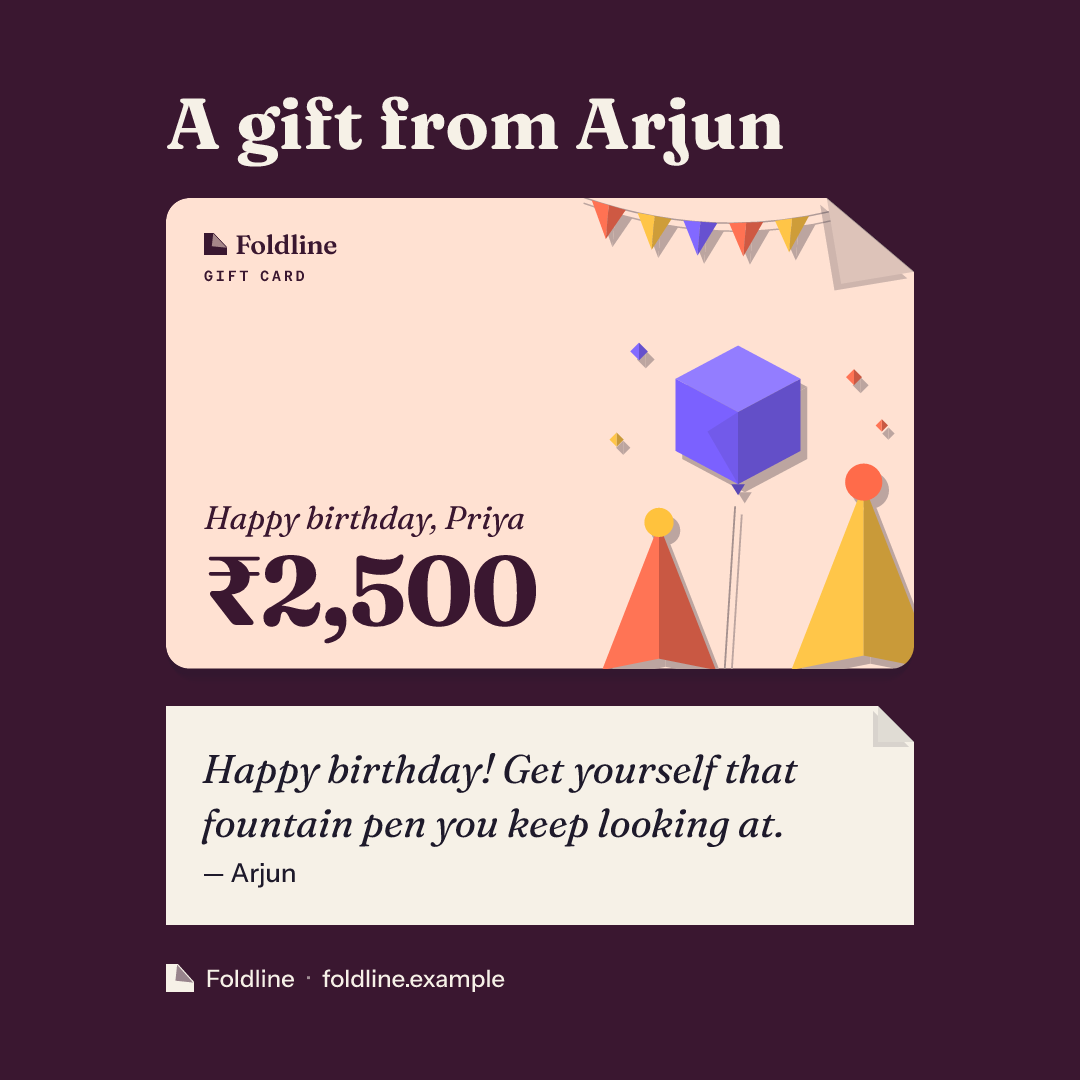 A gift from Arjun
Foldline
GIFT CARD
Happy birthday, Priya
₹2,500
Happy birthday! Get yourself that
fountain pen you keep looking at.
— Arjun
Foldline · foldline.example